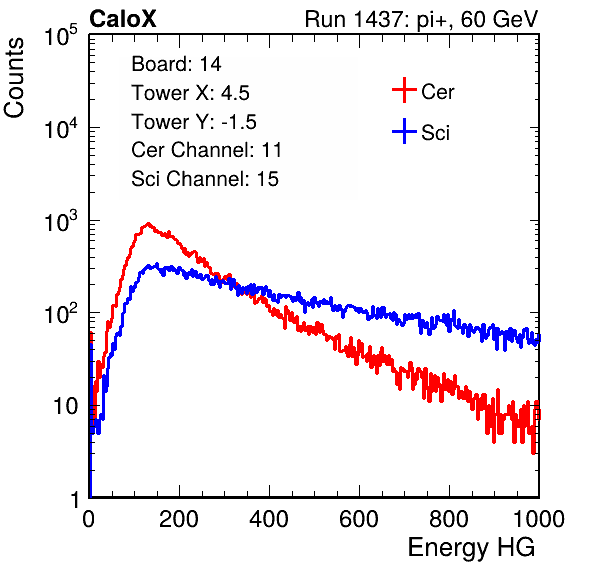 CaloX Run 1437: pi+, 60 GeV
Board: 14
Tower X: 4.5
Tower Y: -1.5
Cer Channel: 11
Sci Channel: 15
Cer
Sci
Counts
10^5
10^4
10^3
10^2
10
1
0 200 400 600 800 1000
Energy HG